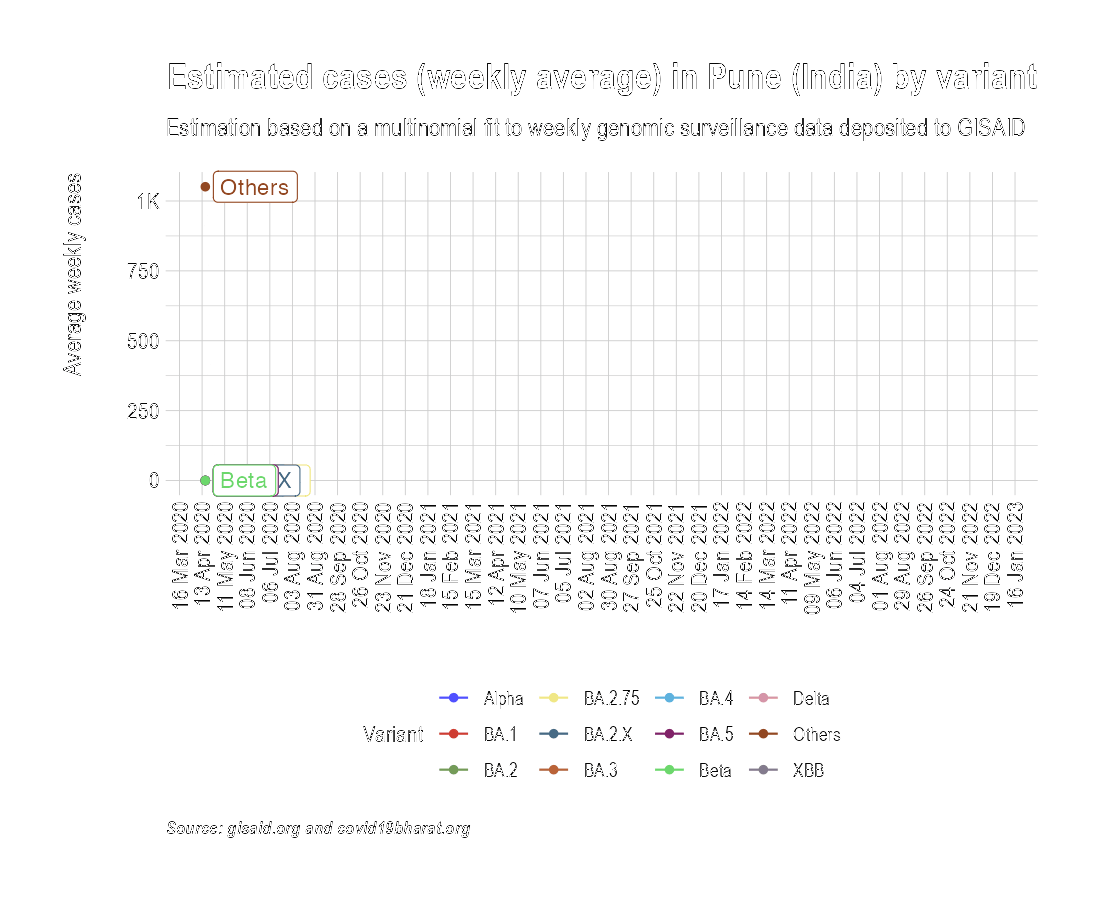 Estimated cases (weekly average) in Pune (India) by variant
Estimation based on a multinomial fit to weekly genomic surveillance data deposited to GISAID
Average weekly cases
1K
750
500
250
0
Others
Beta
X
16 Mar 2020
13 Apr 2020
11 May 2020
08 Jun 2020
06 Jul 2020
03 Aug 2020
31 Aug 2020
28 Sep 2020
26 Oct 2020
23 Nov 2020
21 Dec 2020
18 Jan 2021
15 Feb 2021
15 Mar 2021
12 Apr 2021
10 May 2021
07 Jun 2021
05 Jul 2021
02 Aug 2021
30 Aug 2021
27 Sep 2021
25 Oct 2021
22 Nov 2021
20 Dec 2021
17 Jan 2022
14 Feb 2022
14 Mar 2022
11 Apr 2022
09 May 2022
06 Jun 2022
04 Jul 2022
01 Aug 2022
29 Aug 2022
26 Sep 2022
24 Oct 2022
21 Nov 2022
19 Dec 2022
16 Jan 2023
Variant
Alpha
BA.1
BA.2
BA.2.75
BA.2.X
BA.3
BA.4
BA.5
Beta
Delta
Others
XBB
Source: gisaid.org and covid19bharat.org